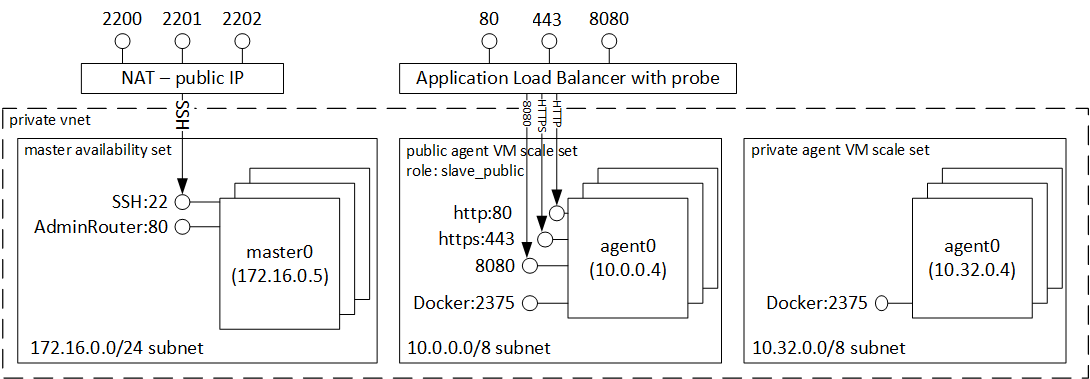 2200 2201 2202
80 443 8080
NAT – public IP
Application Load Balancer with probe
SSH
8080
HTTPS
HTTP
private vnet
master availability set
SSH:22
AdminRouter:80
master0
(172.16.0.5)
172.16.0.0/24 subnet
public agent VM scale set
role: slave_public
http:80
https:443
8080
Docker:2375
agent0
(10.0.0.4)
10.0.0.0/8 subnet
private agent VM scale set
agent0
(10.32.0.4)
Docker:2375
10.32.0.0/8 subnet